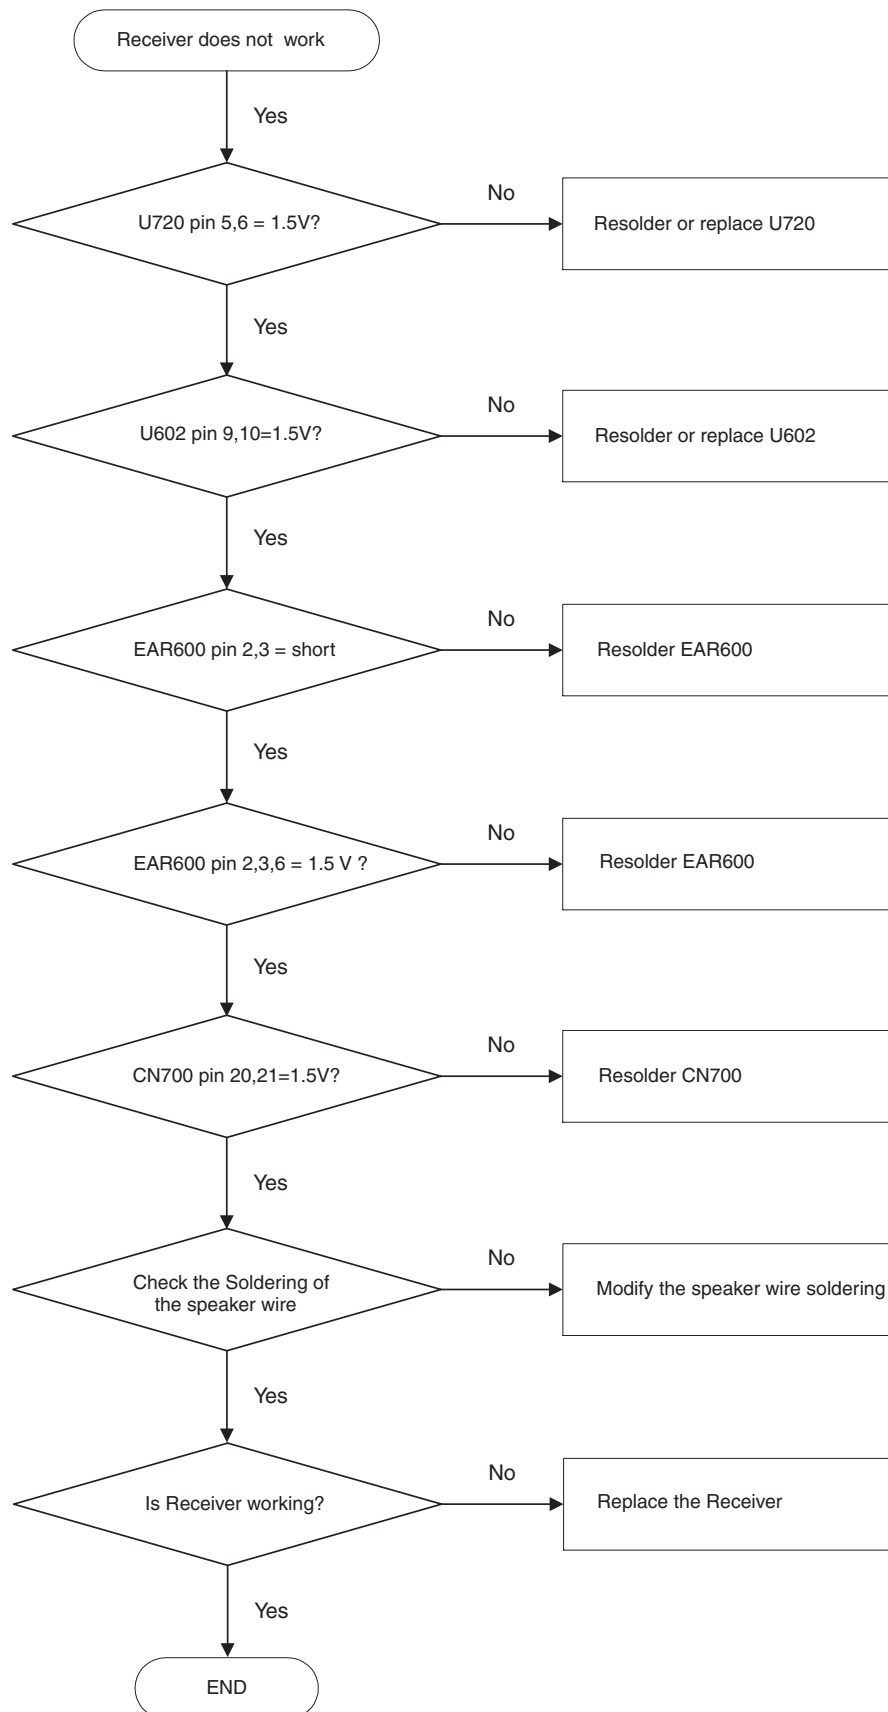 Receiver does not work
Yes
U720 pin 5,6 = 1.5V?
No
Resolder or replace U720
Yes
U602 pin 9,10=1.5V?
No
Resolder or replace U602
Yes
EAR600 pin 2,3 = short
No
Resolder EAR600
Yes
EAR600 pin 2,3,6 = 1.5 V ?
No
Resolder EAR600
Yes
CN700 pin 20,21=1.5V?
No
Resolder CN700
Yes
Check the Soldering of
the speaker wire
No
Modify the speaker wire soldering
Yes
Is Receiver working?
No
Replace the Receiver
Yes
END